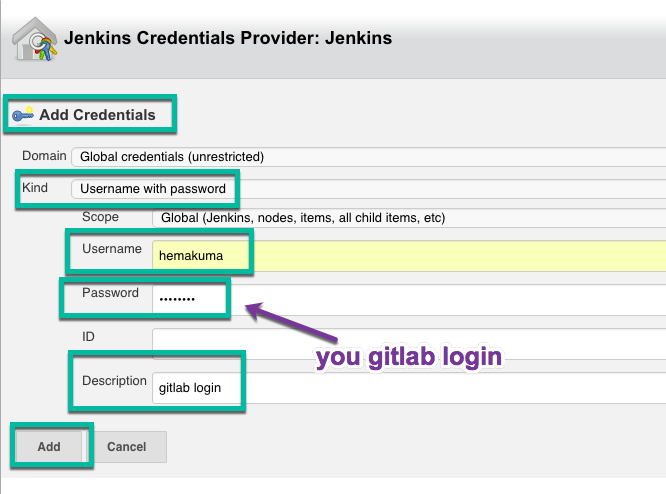 Jenkins Credentials Provider: Jenkins
Add Credentials
Domain Global credentials (unrestricted)
Kind Username with password
Scope Global (Jenkins, nodes, items, all child items, etc)
Username hemakuma
Password ••••••••
ID
you gitlab login
Description gitlab login
Add Cancel